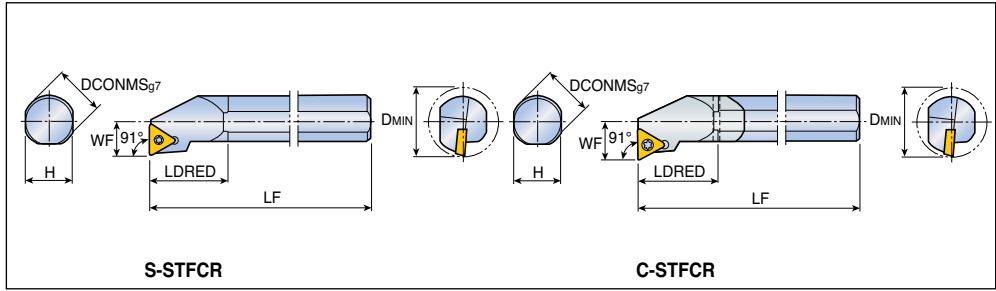 DCONMSg7
WF 91°
H
LDRED
LF
DMIN
S-STFCR
DCONMSg7
WF 91°
H
LDRED
LF
DMIN
C-STFCR